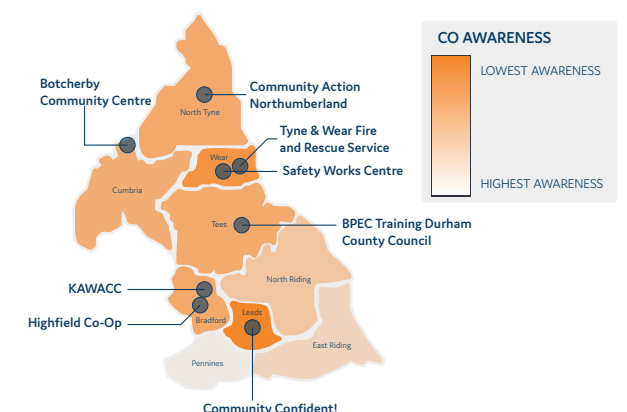 CO AWARENESS
LOWEST AWARENESS
HIGHEST AWARENESS
Botcherby
Community Centre
Community Action
Northumberland
North Tyne
Tyne & Wear Fire
and Rescue Service
Wear
Safety Works Centre
Cumbria
Tees
BPEC Training Durham
County Council
KAWACC
North Riding
Highfield Co-Op
Bradford
Leeds
East Riding
Pennines
Community Confident!